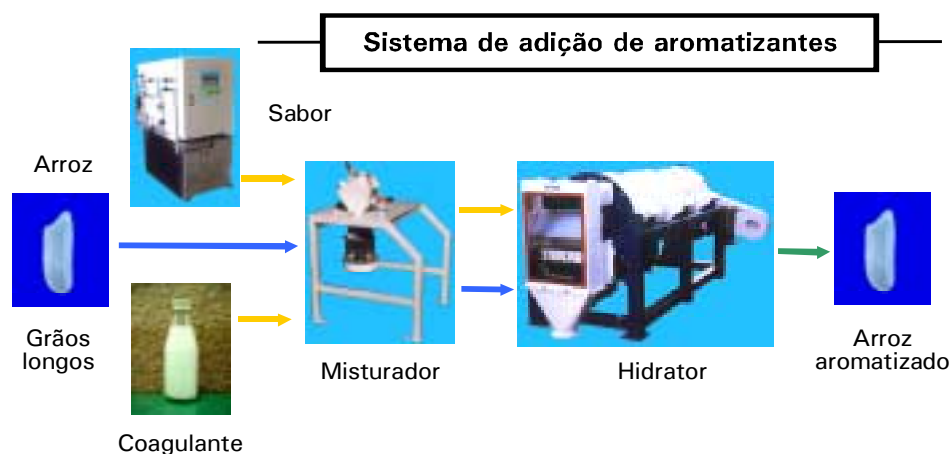 Sistema de adição de aromatizantes
Sabor
Arroz
Grãos
longos
Coagulante
Misturador
Hidrator
Arroz
aromatizado